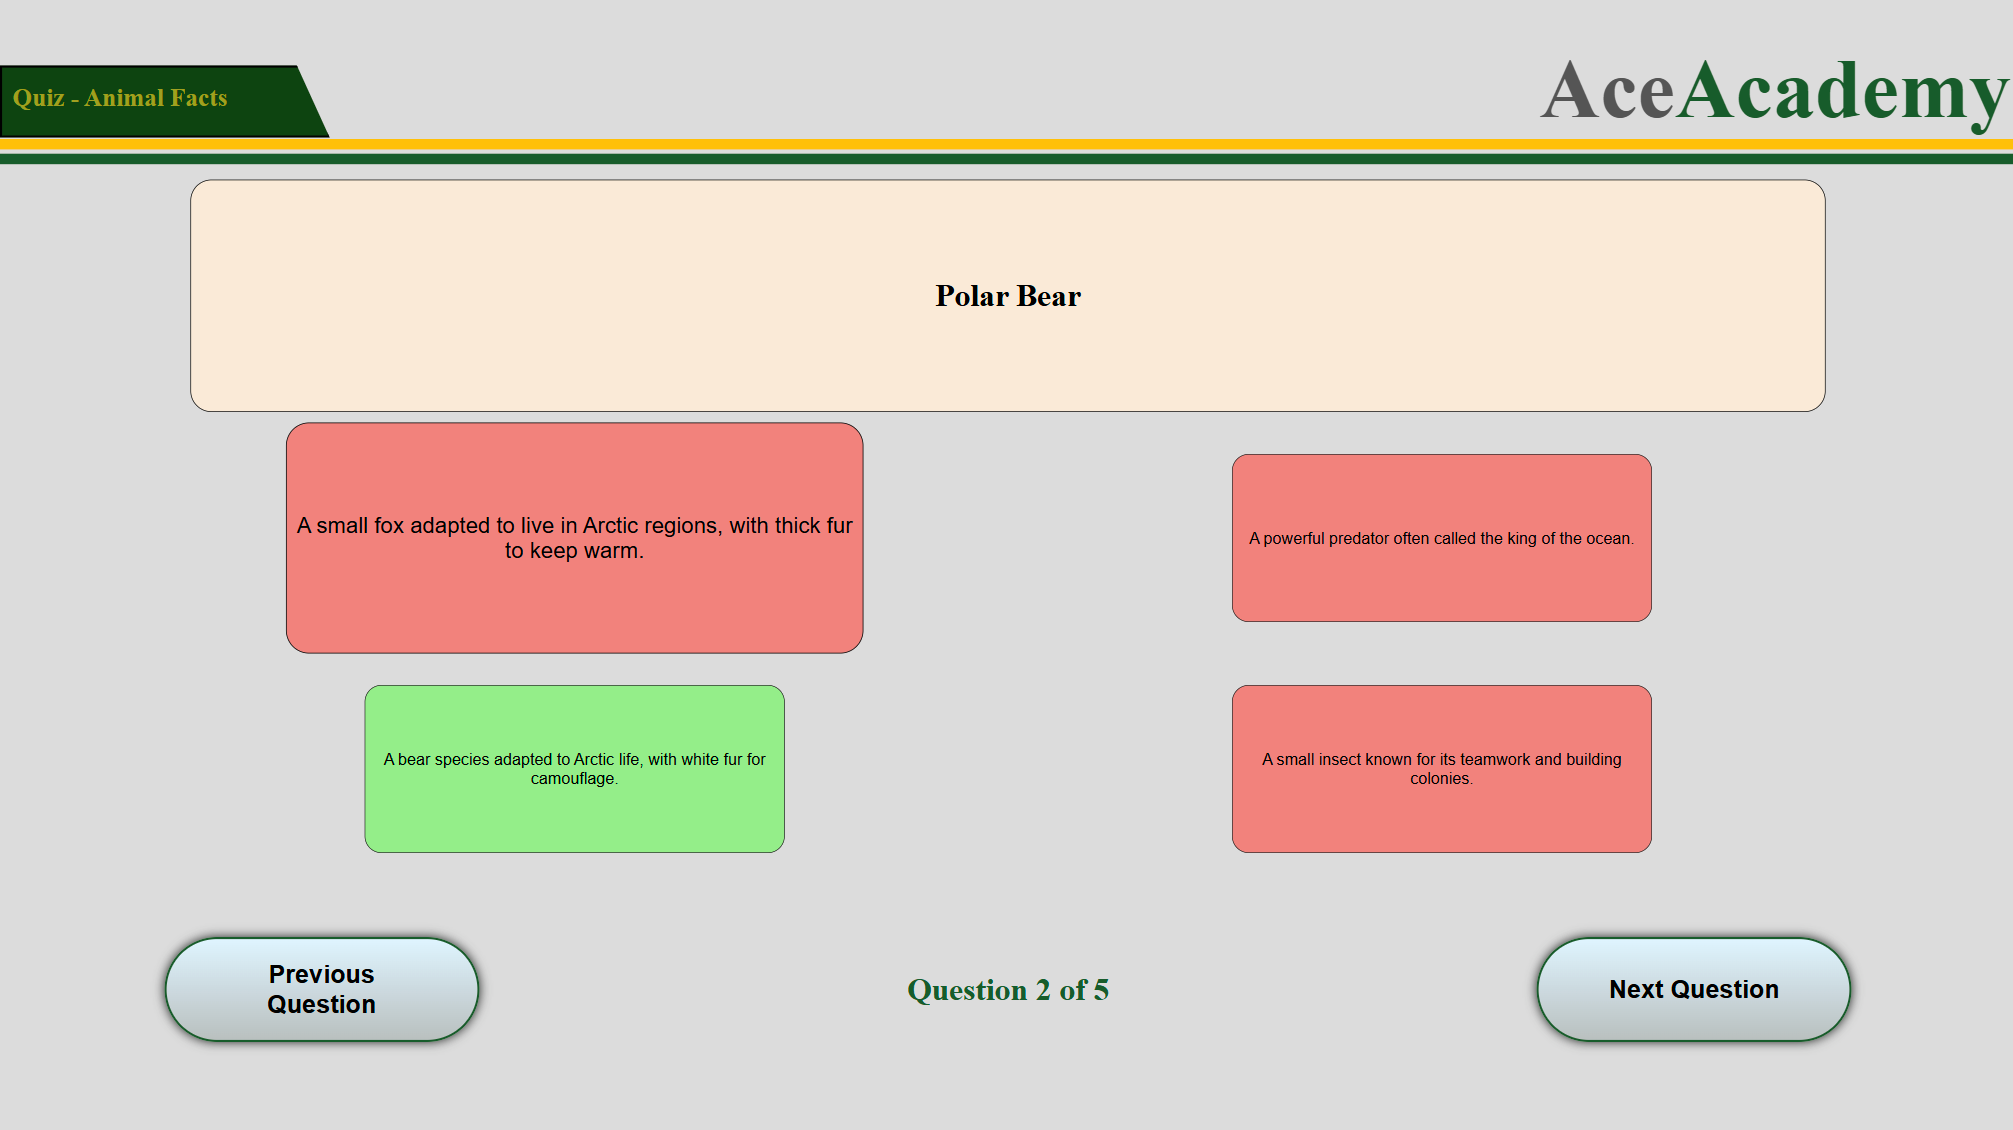 Quiz - Animal Facts
AceAcademy
Polar Bear
A small fox adapted to live in Arctic regions, with thick fur
to keep warm.
A powerful predator often called the king of the ocean.
A bear species adapted to Arctic life, with white fur for
camouflage.
A small insect known for its teamwork and building
colonies.
Previous
Question
Question 2 of 5
Next Question